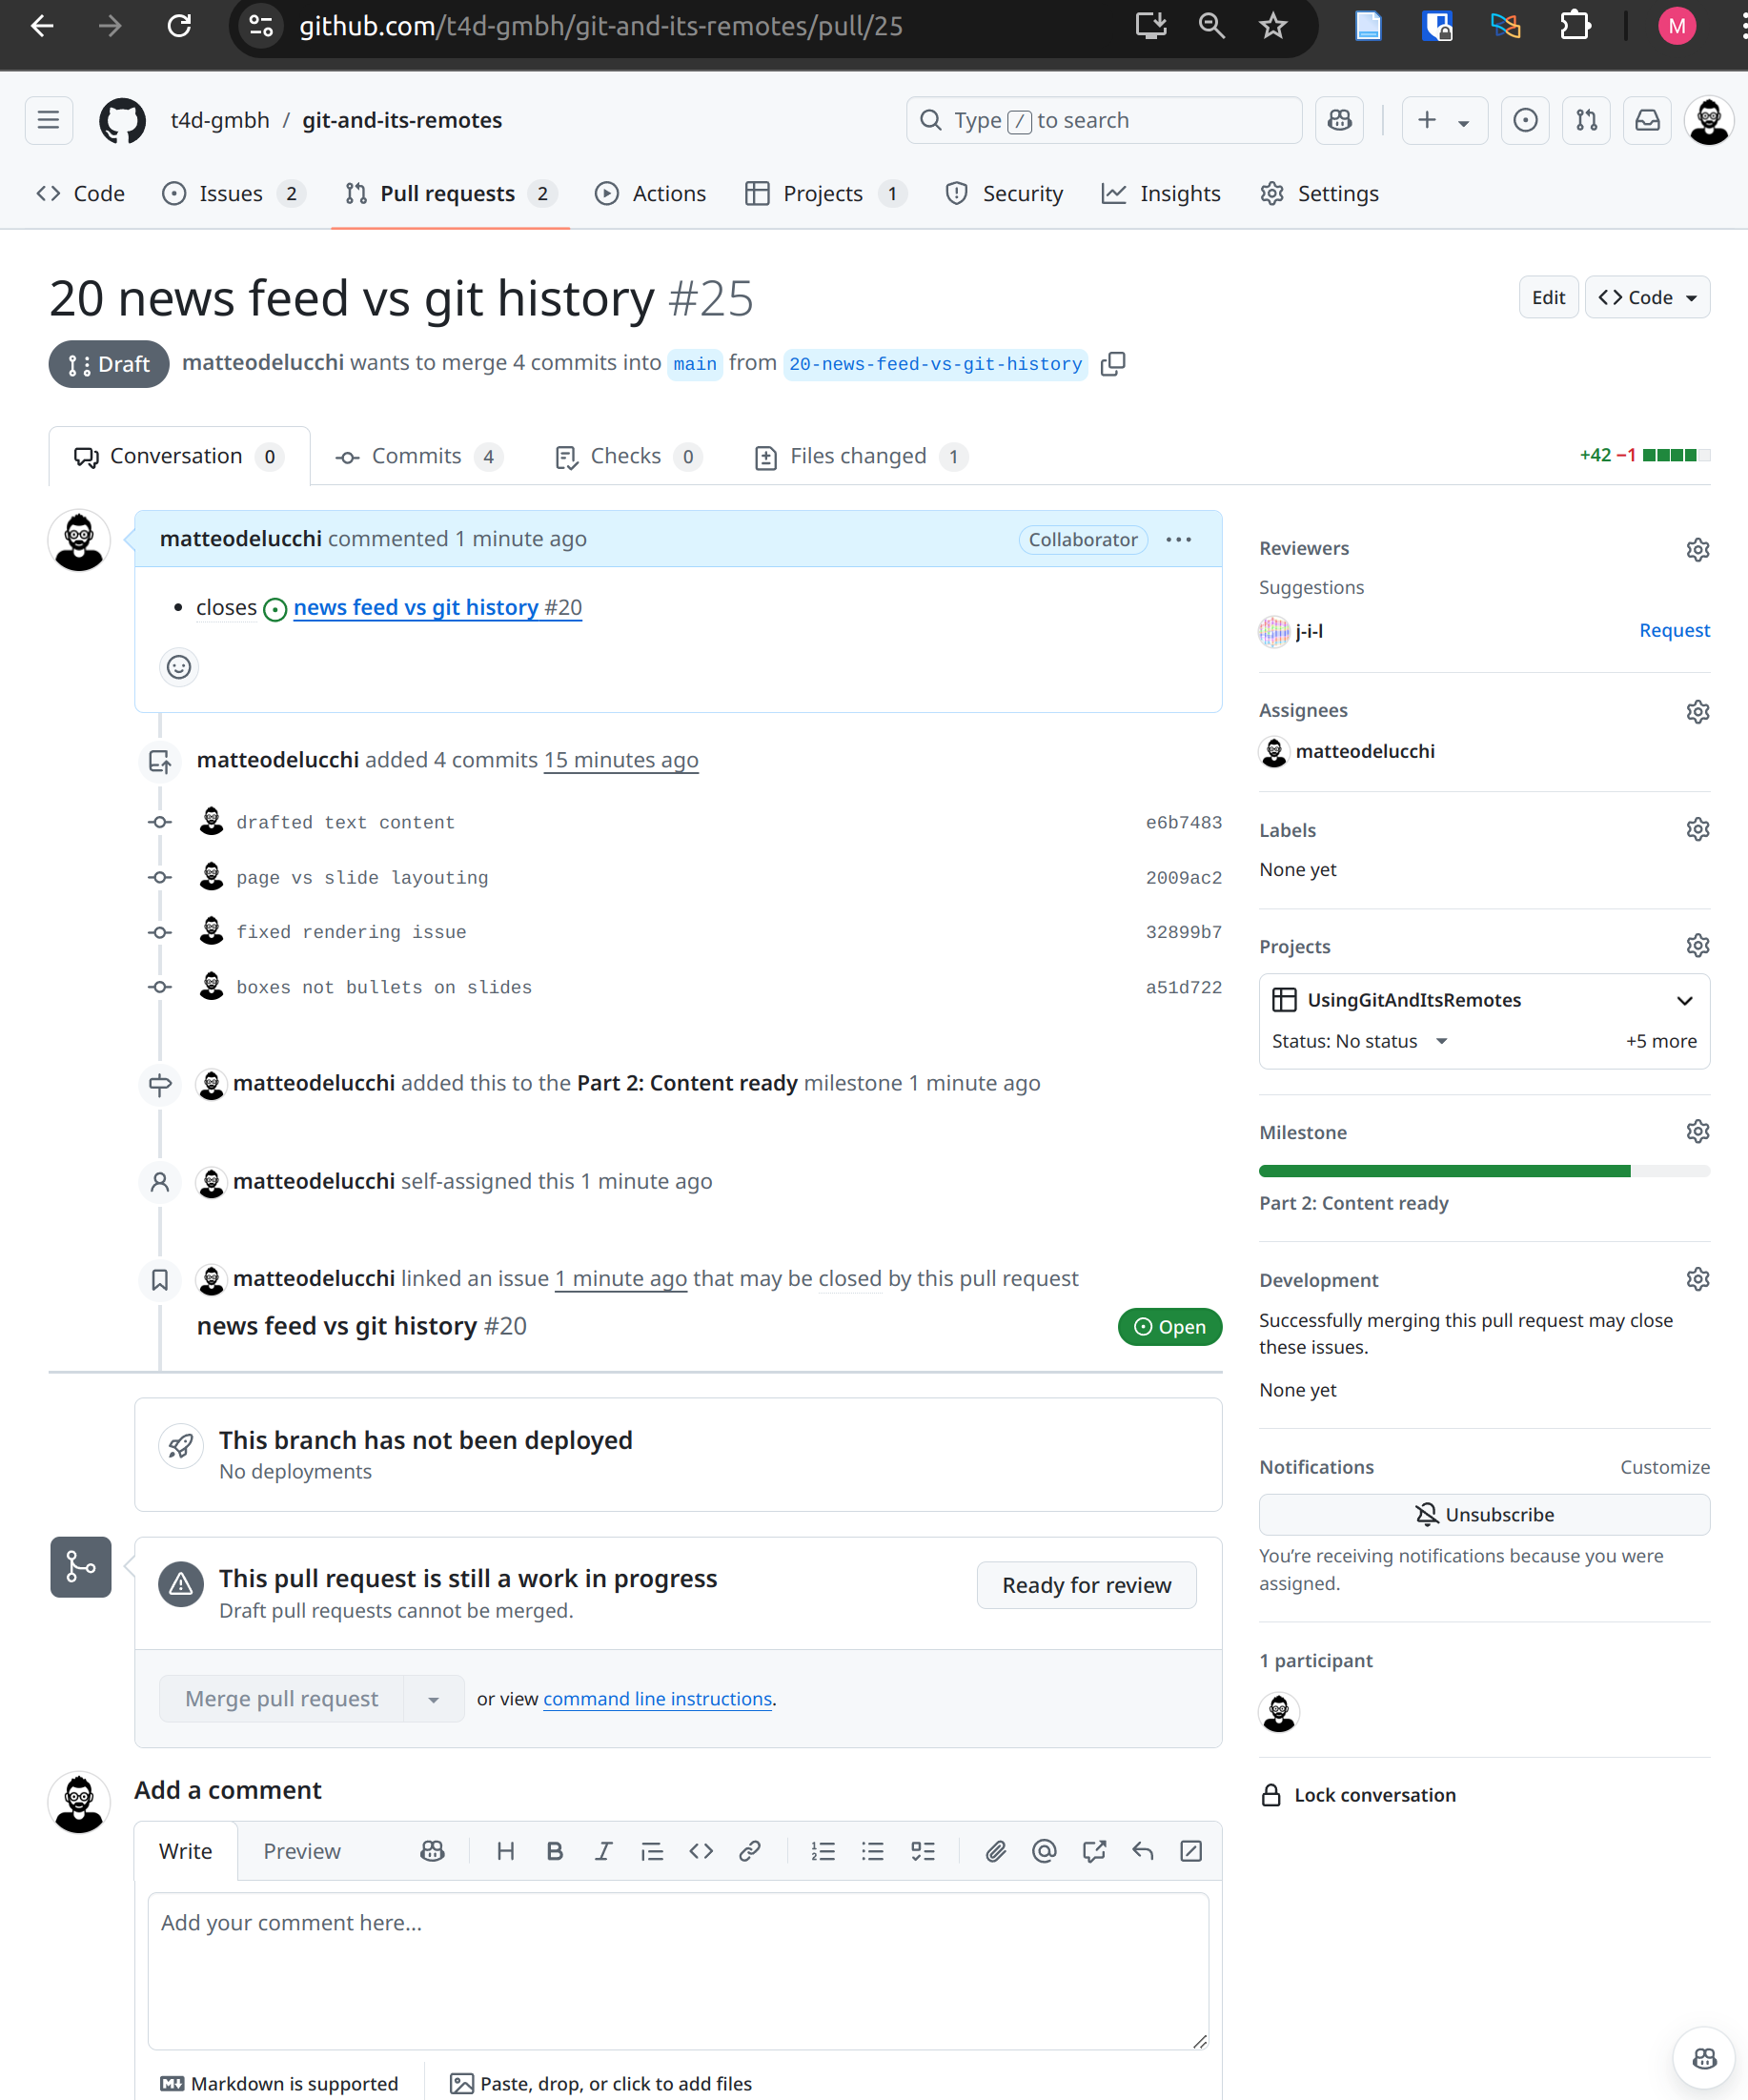 github.com/t4d-gmbh/git-and-its-remotes/pull/25
M
t4d-gmbh / git-and-its-remotes
Type / to search
Code
Issues 2
Pull requests 2
Actions
Projects 1
Security
Insights
Settings
20 news feed vs git history #25
Edit
Code
Draft
matteodelucchi wants to merge 4 commits into main from 20-news-feed-vs-git-history
Conversation 0
Commits 4
Checks 0
Files changed 1
+42 −1
matteodelucchi commented 1 minute ago
Collaborator
• closes news feed vs git history #20
matteodelucchi added 4 commits 15 minutes ago
drafted text content e6b7483
page vs slide layouting 2009ac2
fixed rendering issue 32899b7
boxes not bullets on slides a51d722
matteodelucchi added this to the Part 2: Content ready milestone 1 minute ago
matteodelucchi self-assigned this 1 minute ago
matteodelucchi linked an issue 1 minute ago that may be closed by this pull request
news feed vs git history #20
Open
This branch has not been deployed
No deployments
This pull request is still a work in progress
Draft pull requests cannot be merged.
Ready for review
Merge pull request
or view command line instructions.
Add a comment
Write
Preview
Add your comment here...
Markdown is supported
Paste, drop, or click to add files
Reviewers
Suggestions
j-i-l
Request
Assignees
matteodelucchi
Labels
None yet
Projects
UsingGitAndItsRemotes
Status: No status
+5 more
Milestone
Part 2: Content ready
Development
Successfully merging this pull request may close
these issues.
None yet
Notifications
Customize
Unsubscribe
You're receiving notifications because you were
assigned.
1 participant
Lock conversation